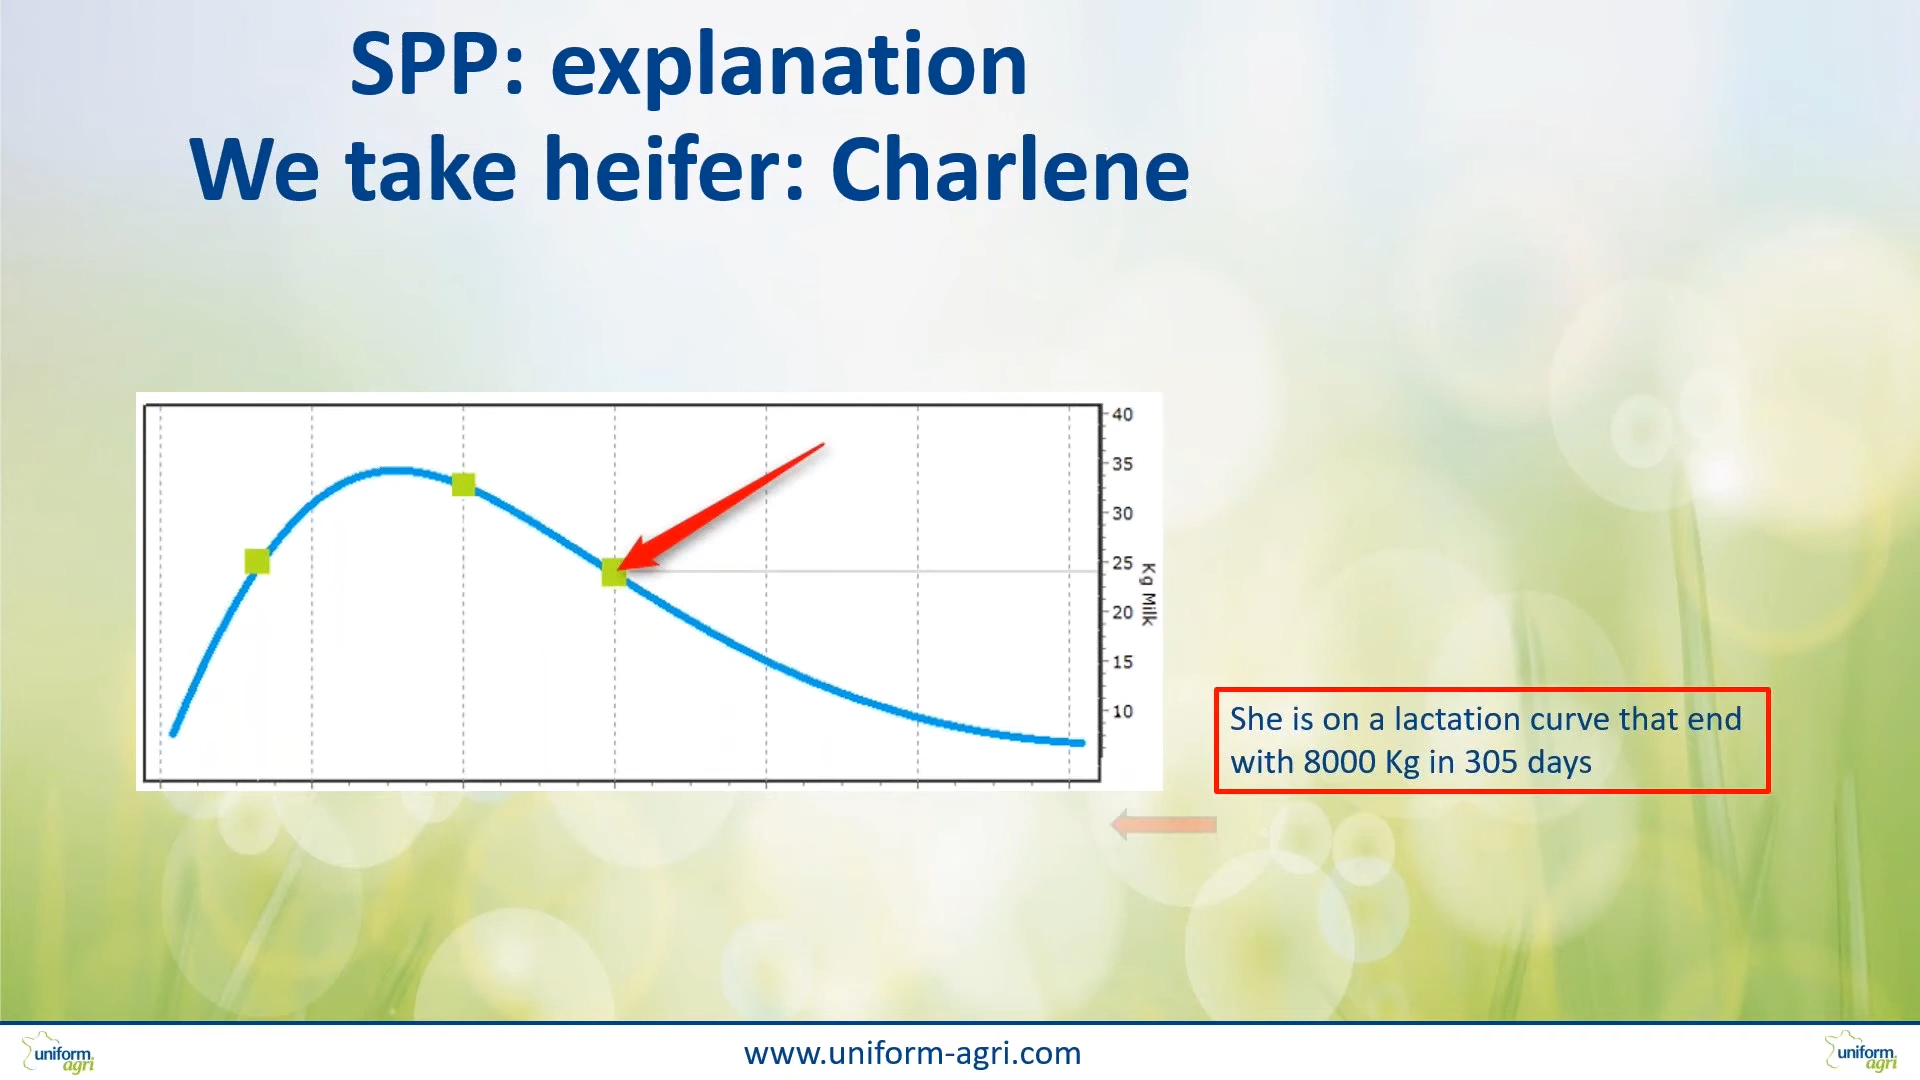 SPP: explanation
We take heifer: Charlene
40
35
30
25
20
15
10
Kg Milk
She is on a lactation curve that end
with 8000 Kg in 305 days
uniform
agri
www.uniform-agri.com
uniform
agri